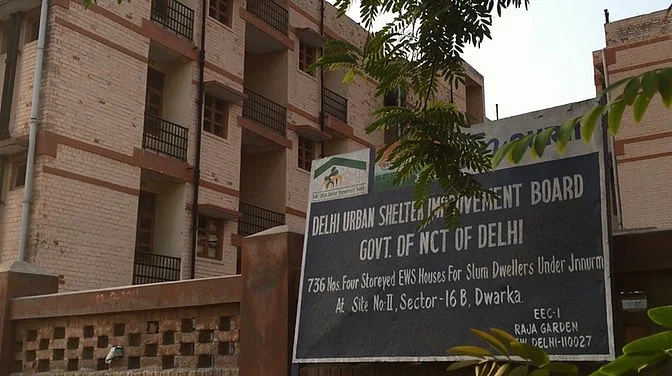 DELHI URBAN SHELTER IMPROVEMENT BOARD
GOVT. OF NCT OF DELHI
736 Nos. Four Storeyed EWS Houses For Slum Dwellers Under Jnnurm
At Site No-II, Sector-16 B, Dwarka.
EEC-I
RAJA GARDEN
DELHI-110027